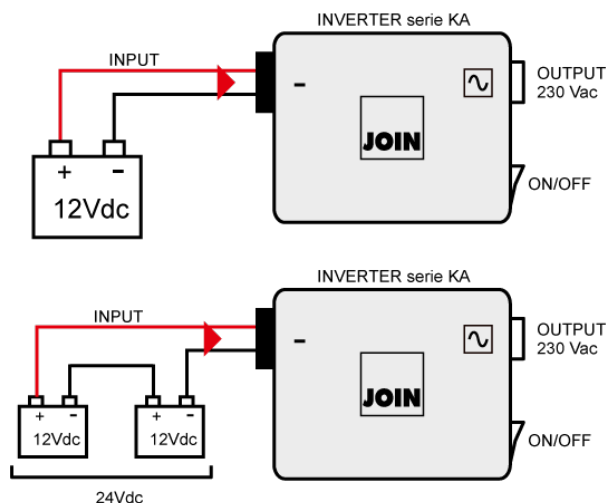 INVERTER serie KA
INPUT
OUTPUT
230 Vac
-
JOIN
+ -
12Vdc
ON/OFF
INVERTER serie KA
INPUT
OUTPUT
230 Vac
-
JOIN
+ - + -
12Vdc 12Vdc
ON/OFF
24Vdc